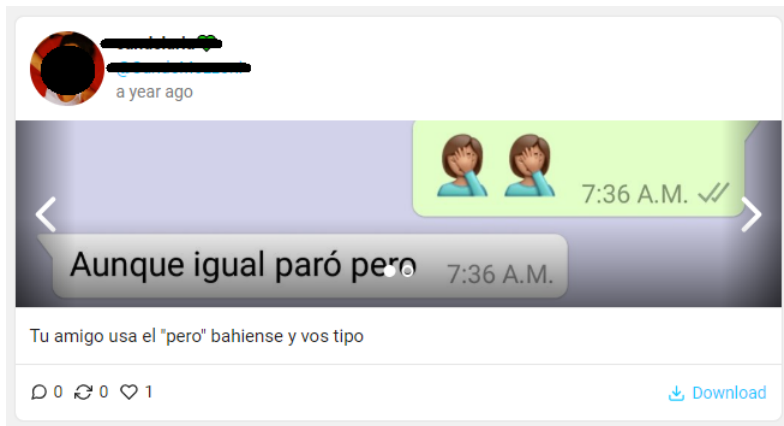 a year ago
7:36 A.M.
Aunque igual paró pero 7:36 A.M.
Tu amigo usa el "pero" bahiense y vos tipo
0 0 1 Download